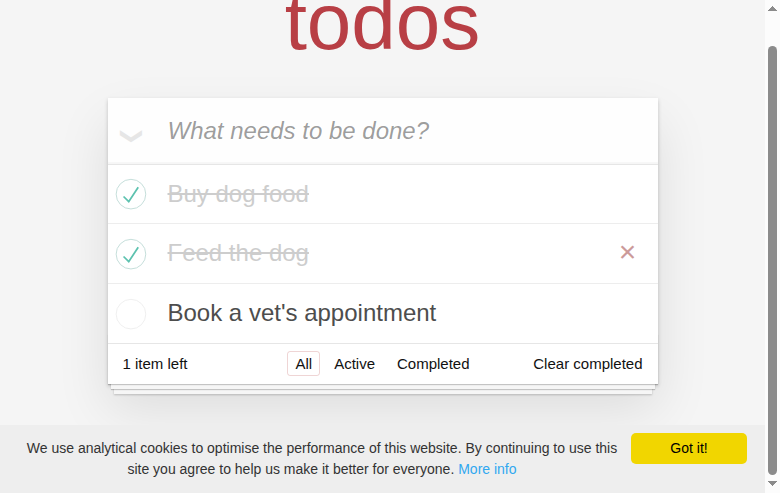 todos
What needs to be done?
Buy dog food
Feed the dog
Book a vet's appointment
1 item left All Active Completed Clear completed
We use analytical cookies to optimise the performance of this website. By continuing to use this
site you agree to help us make it better for everyone. More info
Got it!